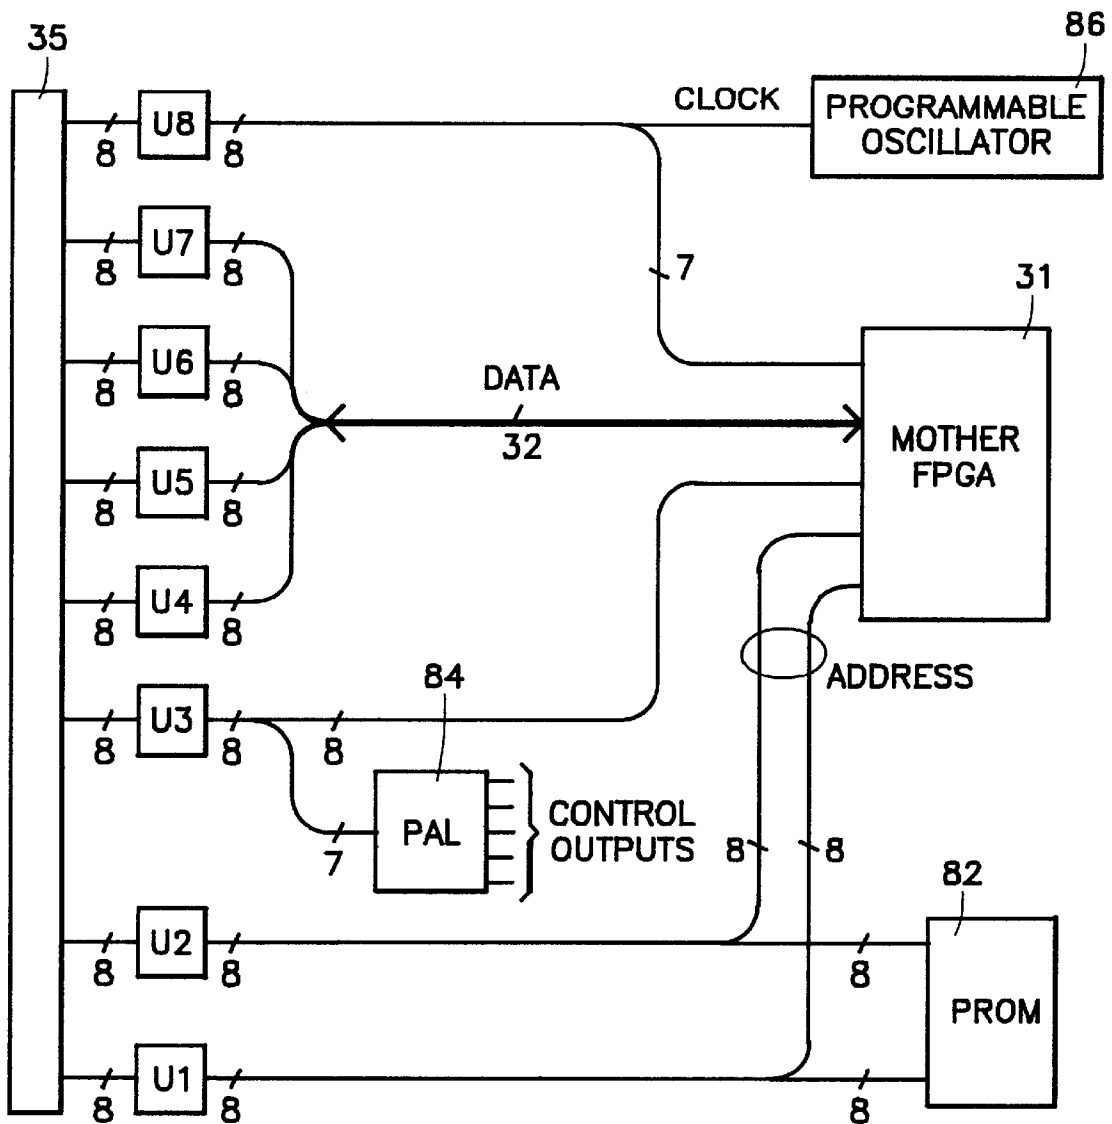 35
86
U8
8
8
CLOCK
PROGRAMMABLE
OSCILLATOR
U7
8
8
7
31
U6
8
8
DATA
32
MOTHER
FPGA
U5
8
8
U4
8
8
ADDRESS
84
U3
8
8
8
PAL
7
CONTROL
OUTPUTS
8
8
82
U2
8
8
8
PROM
U1
8
8
8